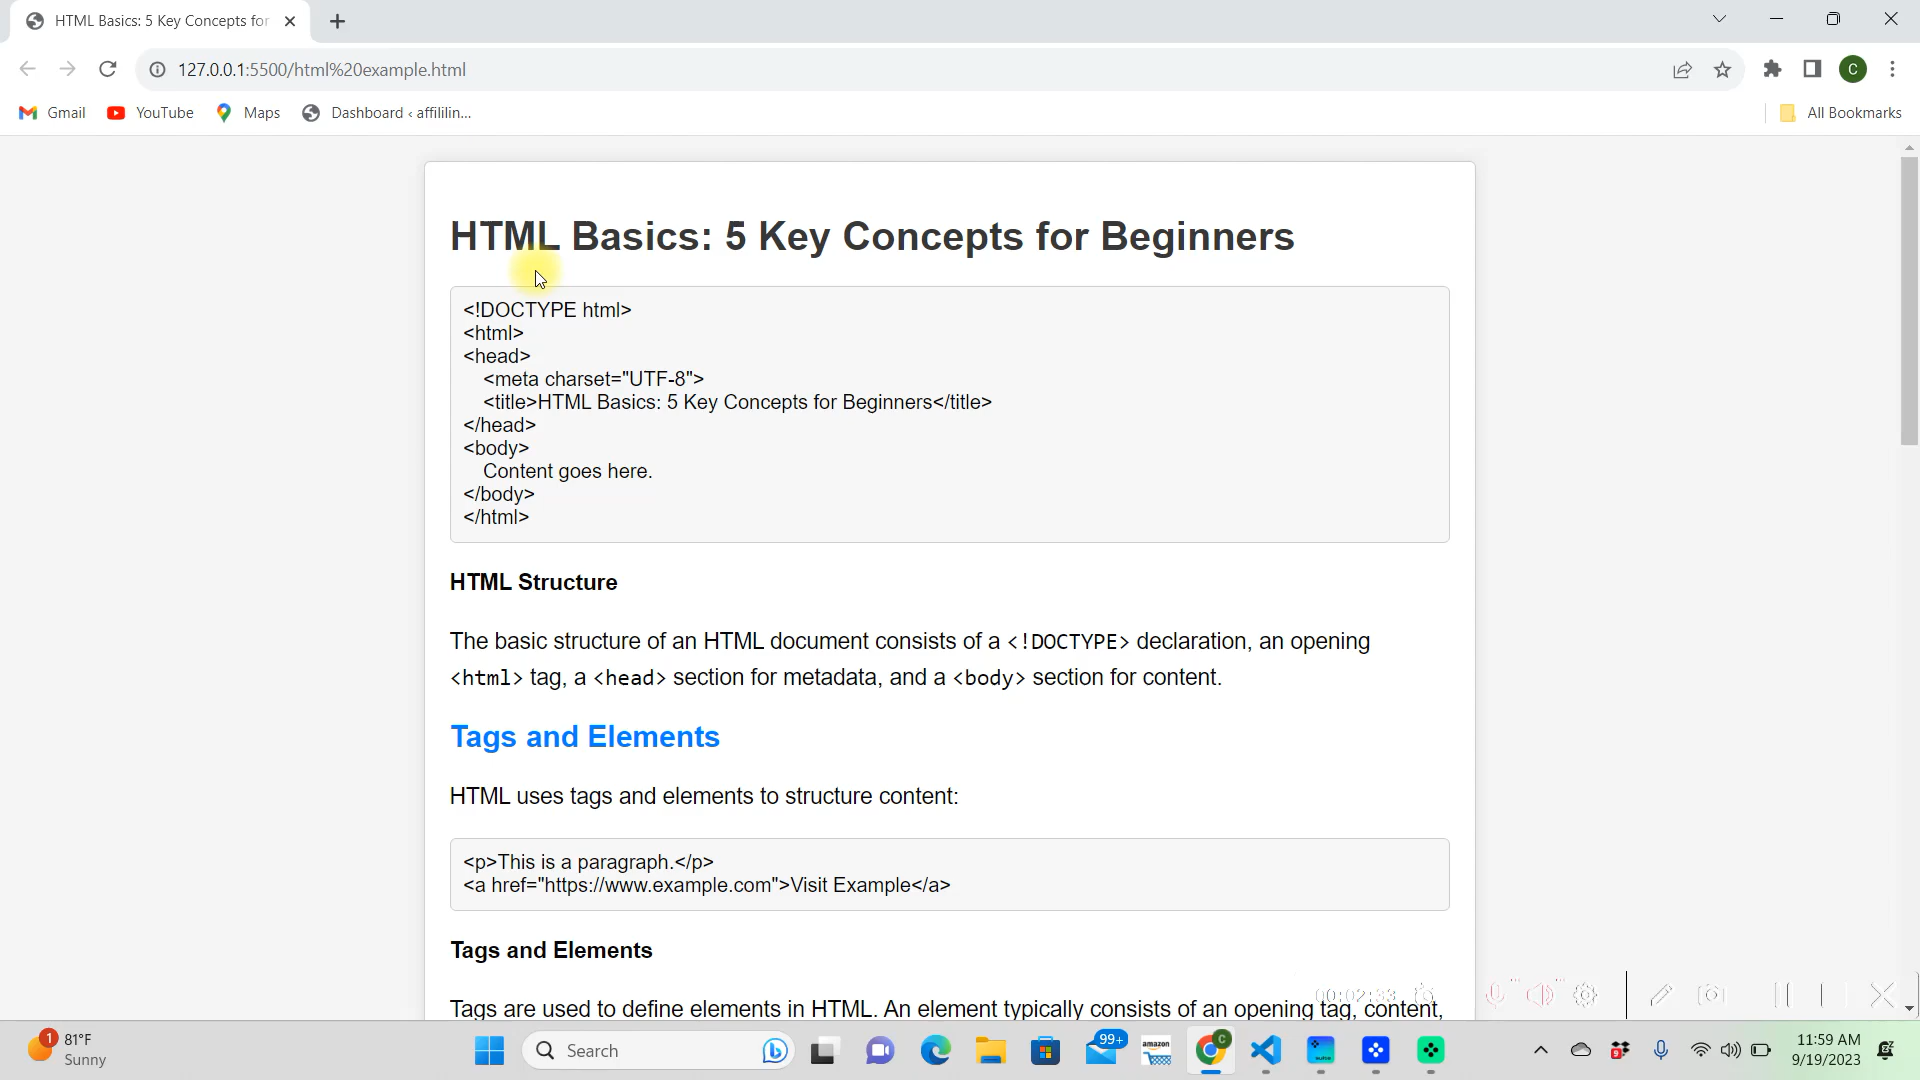 HTML Basics: 5 Key Concepts for
127.0.0.1:5500/html%20example.html
C
Gmail YouTube Maps Dashboard ‹ affililin... All Bookmarks
HTML Basics: 5 Key Concepts for Beginners
<!DOCTYPE html>
<html>
<head>
<meta charset="UTF-8">
<title>HTML Basics: 5 Key Concepts for Beginners</title>
</head>
<body>
Content goes here.
</body>
</html>
HTML Structure
The basic structure of an HTML document consists of a <!DOCTYPE> declaration, an opening
<html> tag, a <head> section for metadata, and a <body> section for content.
Tags and Elements
HTML uses tags and elements to structure content:
<p>This is a paragraph.</p>
<a href="https://www.example.com">Visit Example</a>
Tags and Elements
00:02:33
Tags are used to define elements in HTML. An element typically consists of an opening tag, content,
1 81°F
Sunny
Search
99+
amazon
C
9
11:59 AM
9/19/2023